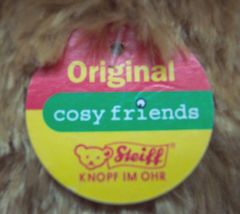 Original
cosy friends
Steiff
KNOPF IM OHR